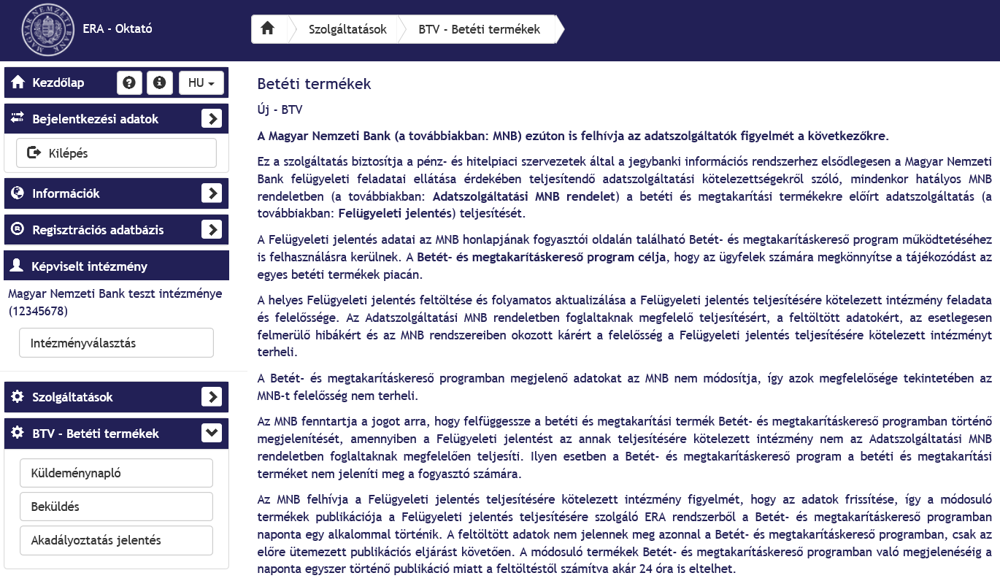 MAGYAR NEMZETI BANK
ERA - Oktató
Szolgáltatások
BTV - Betéti termékek
Kezdőlap
HU
Bejelentkezési adatok
Kilépés
Információk
Regisztrációs adatbázis
Képviselt intézmény
Magyar Nemzeti Bank teszt intézménye
(12345678)
Intézményválasztás
Szolgáltatások
BTV - Betéti termékek
Küldeménynapló
Beküldés
Akadályoztatás jelentés
Betéti termékek
Új - BTV
A Magyar Nemzeti Bank (a továbbiakban: MNB) ezúton is felhívja az adatszolgáltatók figyelmét a következőkre.
Ez a szolgáltatás biztosítja a pénz- és hitelpiaci szervezetek által a jegybanki információs rendszerhez elsődlegesen a Magyar Nemzeti
Bank felügyeleti feladatai ellátása érdekében teljesítendő adatszolgáltatási kötelezettségekről szóló, mindenkor hatályos MNB
rendeletben (a továbbiakban: Adatszolgáltatási MNB rendelet) a betéti és megtakarítási termékekre előírt adatszolgáltatás (a
továbbiakban: Felügyeleti jelentés) teljesítését.
A Felügyeleti jelentés adatai az MNB honlapjának fogyasztói oldalán található Betét- és megtakarításkereső program működtetéséhez
is felhasználásra kerülnek. A Betét- és megtakarításkereső program célja, hogy az ügyfelek számára megkönnyítse a tájékozódást az
egyes betéti termékek piacán.
A helyes Felügyeleti jelentés feltöltése és folyamatos aktualizálása a Felügyeleti jelentés teljesítésére kötelezett intézmény feladata
és felelőssége. Az Adatszolgáltatási MNB rendeletben foglaltaknak megfelelő teljesítésért, a feltöltött adatokért, az esetlegesen
felmerülő hibákért és az MNB rendszereiben okozott kárért a felelősség a Felügyeleti jelentés teljesítésére kötelezett intézményt
terheli.
A Betét- és megtakarításkereső programban megjelenő adatokat az MNB nem módosítja, így azok megfelelősége tekintetében az
MNB-t felelősség nem terheli.
Az MNB fenntartja a jogot arra, hogy felfüggessze a betéti és megtakarítási termék Betét- és megtakarításkereső programban történő
megjelenítését, amennyiben a Felügyeleti jelentést az annak teljesítésére kötelezett intézmény nem az Adatszolgáltatási MNB
rendeletben foglaltaknak megfelelően teljesíti. Ilyen esetben a Betét- és megtakarításkereső program a betéti és megtakarítási
terméket nem jeleníti meg a fogyasztó számára.
Az MNB felhívja a Felügyeleti jelentés teljesítésére kötelezett intézmény figyelmét, hogy az adatok frissítése, így a módosuló
termékek publikációja a Felügyeleti jelentés teljesítésére szolgáló ERA rendszerből a Betét- és megtakarításkereső programban
naponta egy alkalommal történik. A feltöltött adatok nem jelennek meg azonnal a Betét- és megtakarításkereső programban, csak az
előre ütemezett publikációs eljárást követően. A módosuló termékek Betét- és megtakarításkereső programban való megjelenéséig a
naponta egyszer történő publikáció miatt a feltöltéstől számítva akár 24 óra is eltelhet.